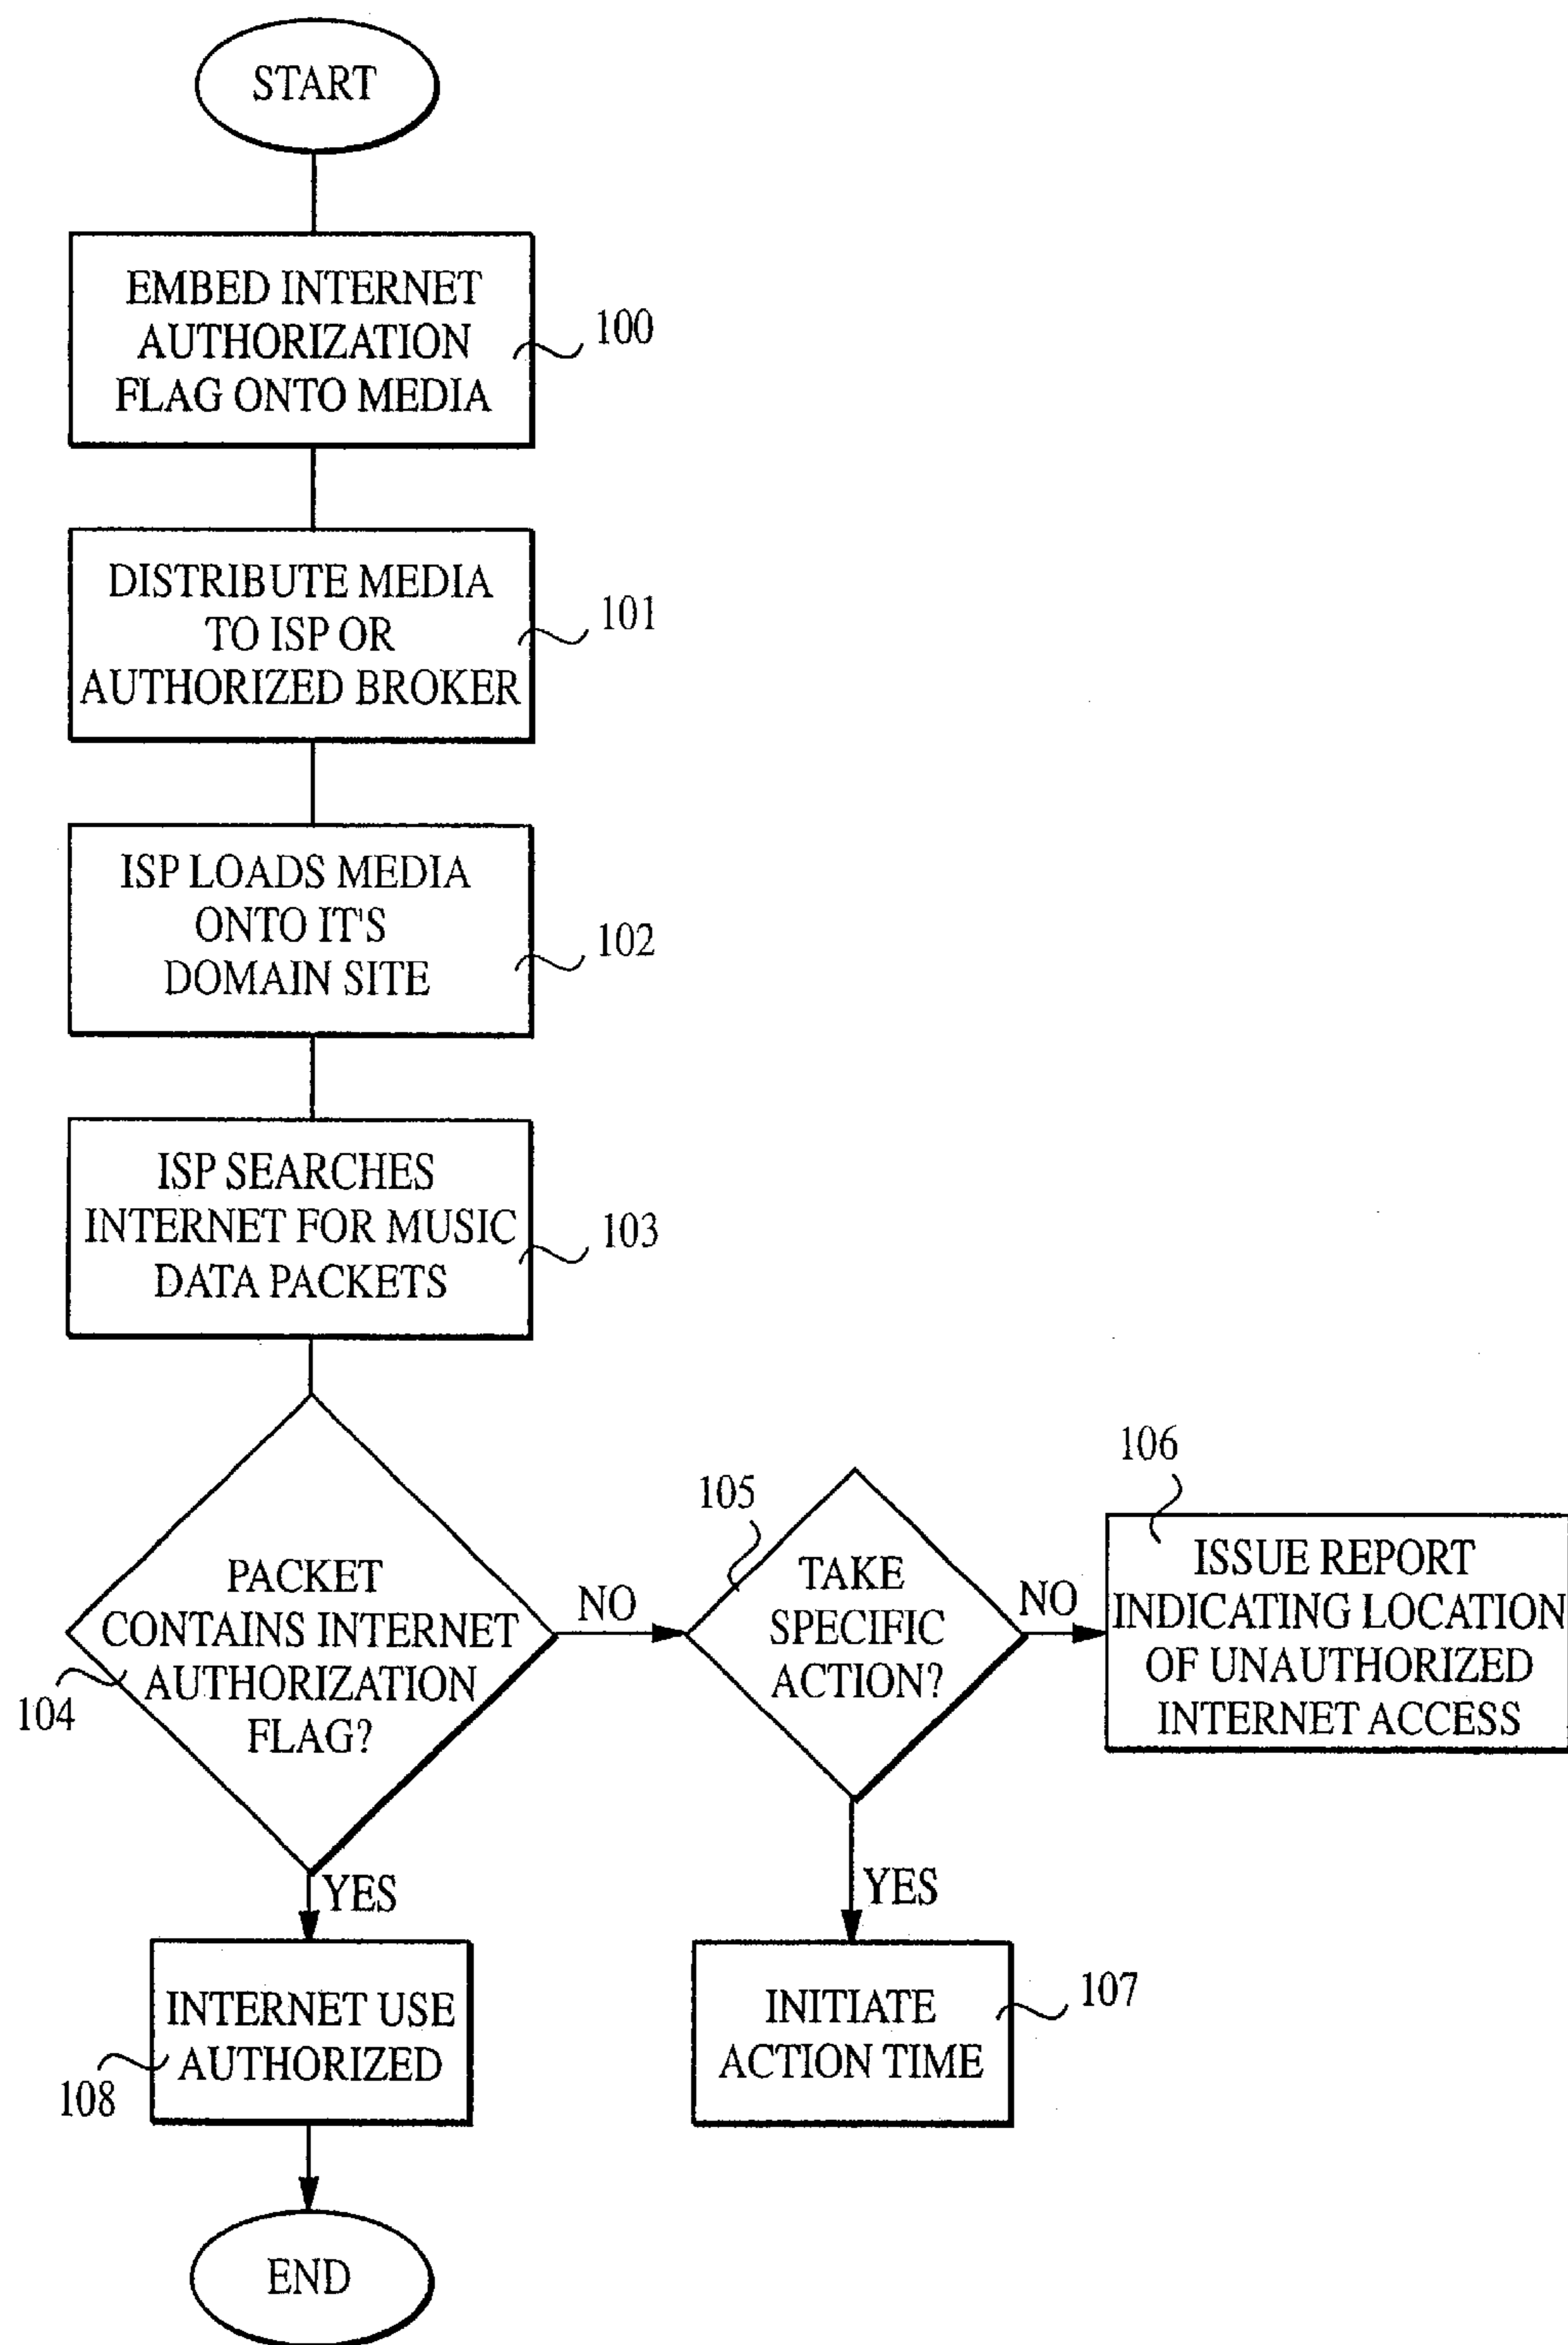 START
EMBED INTERNET
AUTHORIZATION
FLAG ONTO MEDIA
100
DISTRIBUTE MEDIA
TO ISP OR
AUTHORIZED BROKER
101
ISP LOADS MEDIA
ONTO IT'S
DOMAIN SITE
102
ISP SEARCHES
INTERNET FOR MUSIC
DATA PACKETS
103
PACKET
CONTAINS INTERNET
AUTHORIZATION
FLAG?
104
NO
105
TAKE
SPECIFIC
ACTION?
NO
106
ISSUE REPORT
INDICATING LOCATION
OF UNAUTHORIZED
INTERNET ACCESS
YES
YES
INTERNET USE
AUTHORIZED
108
INITIATE
ACTION TIME
107
END